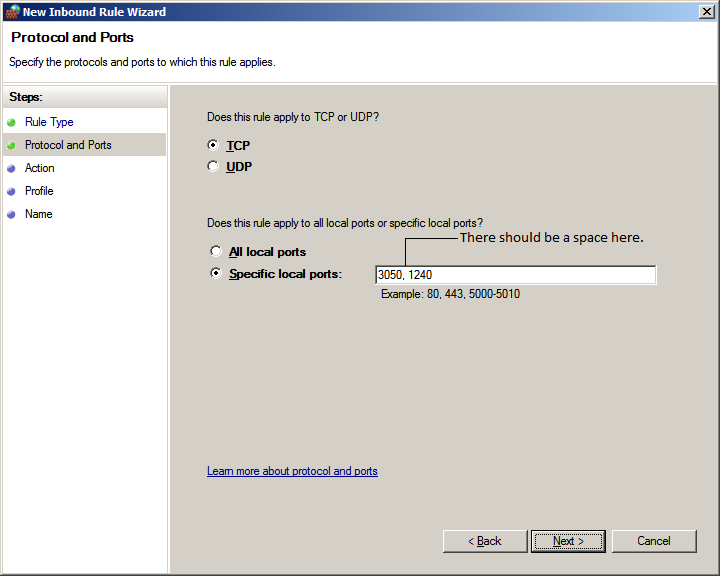 New Inbound Rule Wizard
Protocol and Ports
Specify the protocols and ports to which this rule applies.
Steps:
Rule Type
Protocol and Ports
Action
Profile
Name
Does this rule apply to TCP or UDP?
TCP
UDP
Does this rule apply to all local ports or specific local ports?
There should be a space here.
All local ports
Specific local ports:
3050, 1240
Example: 80, 443, 5000-5010
Learn more about protocol and ports
< Back
Next >
Cancel